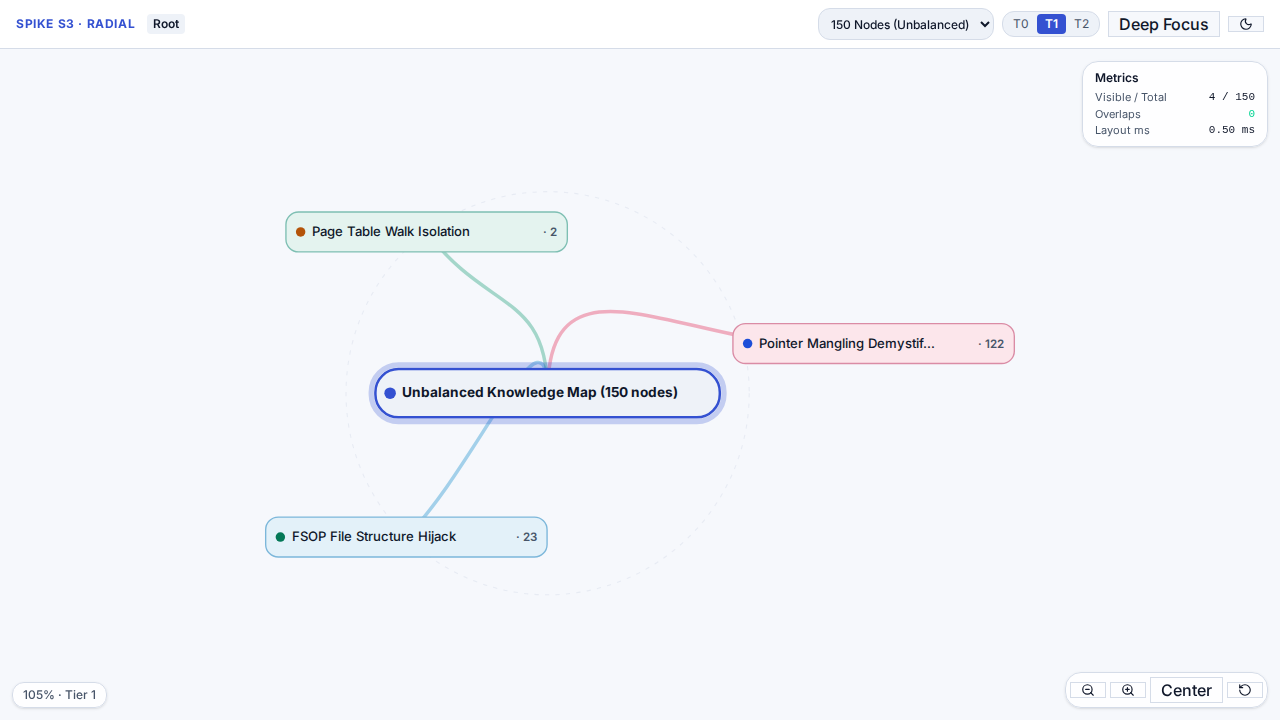 SPIKE S3 · RADIAL Root 150 Nodes (Unbalanced) T0 T1 T2 Deep Focus
Metrics
Visible / Total 4 / 150
Overlaps 0
Layout ms 0.50 ms
Page Table Walk Isolation · 2
Pointer Mangling Demystif... · 122
Unbalanced Knowledge Map (150 nodes)
FSOP File Structure Hijack · 23
105% · Tier 1 Center